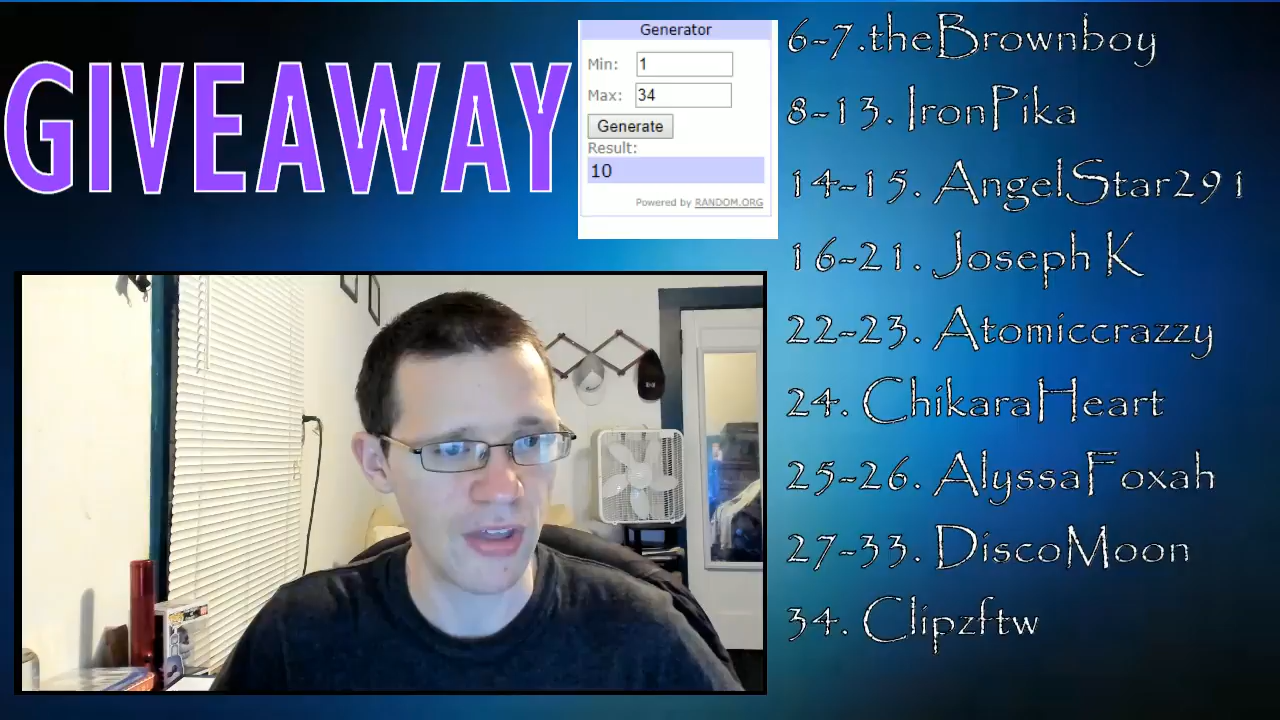 GIVEAWAY
Generator
Min: 1
Max: 34
Generate
Result:
10
Powered by RANDOM.ORG
6-7.theBrownboy
8-13. IronPika
14-15. AngelStar291
16-21. Joseph K
22-23. Atomiccrazzy
24. ChikaraHeart
25-26. AlyssaFoxah
27-33. DiscoMoon
34. Clipzftw